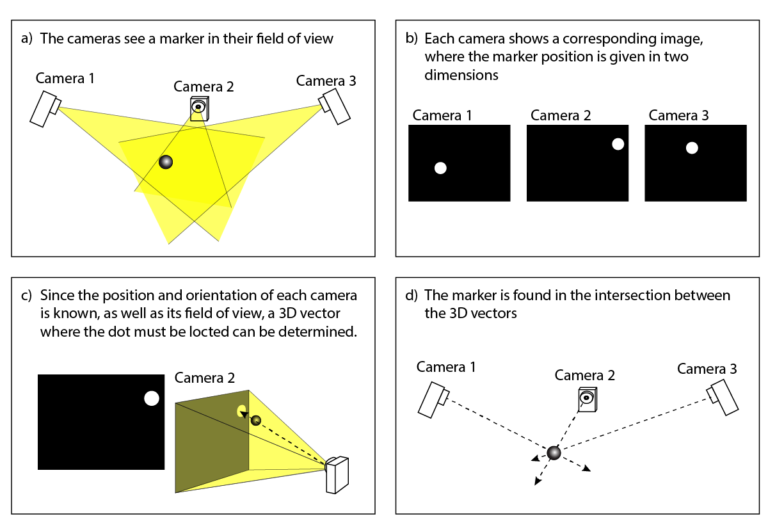 a) The cameras see a marker in their field of view
Camera 1
Camera 2
Camera 3
b) Each camera shows a corresponding image,
where the marker position is given in two
dimensions
Camera 1
Camera 2
Camera 3
c) Since the position and orientation of each camera
is known, as well as its field of view, a 3D vector
where the dot must be locted can be determined.
Camera 2
d) The marker is found in the intersection between
the 3D vectors
Camera 1
Camera 2
Camera 3